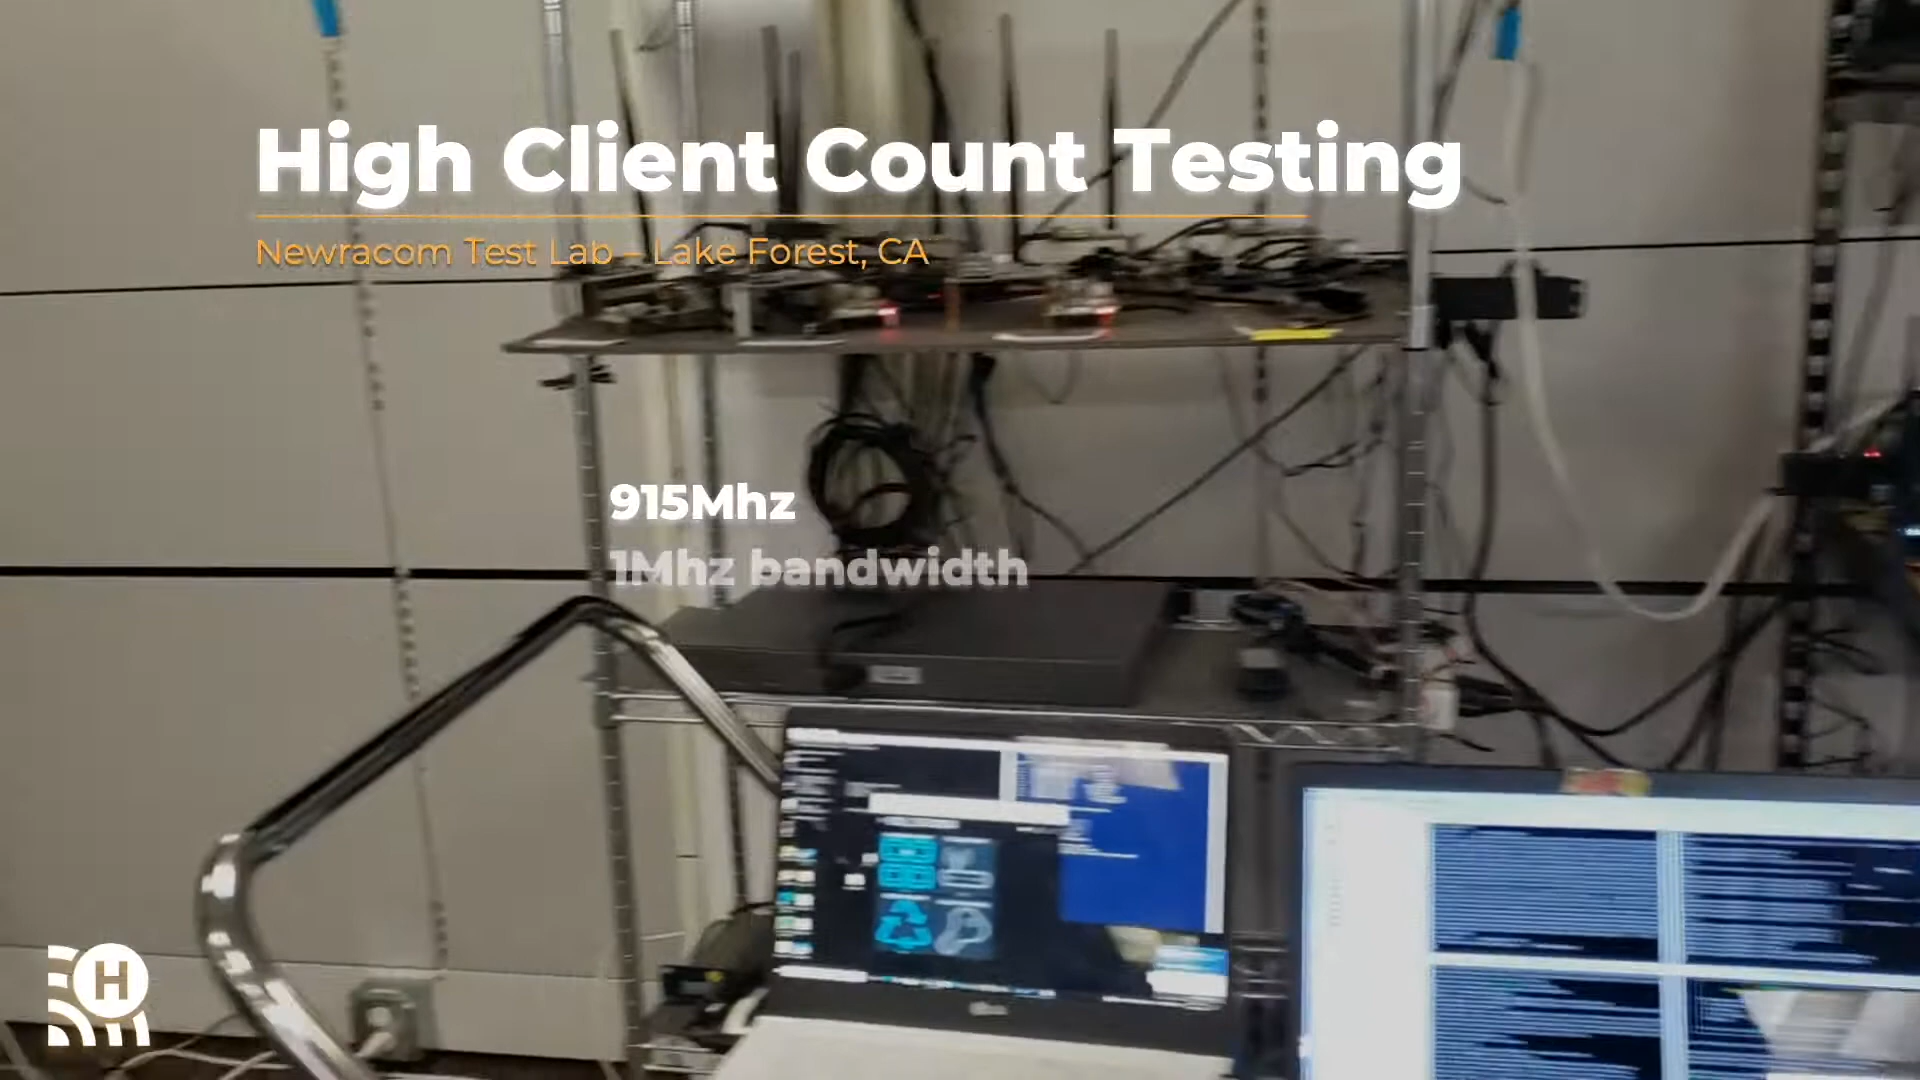 High Client Count Testing
Newracom Test Lab – Lake Forest, CA
915Mhz
1Mhz bandwidth
H